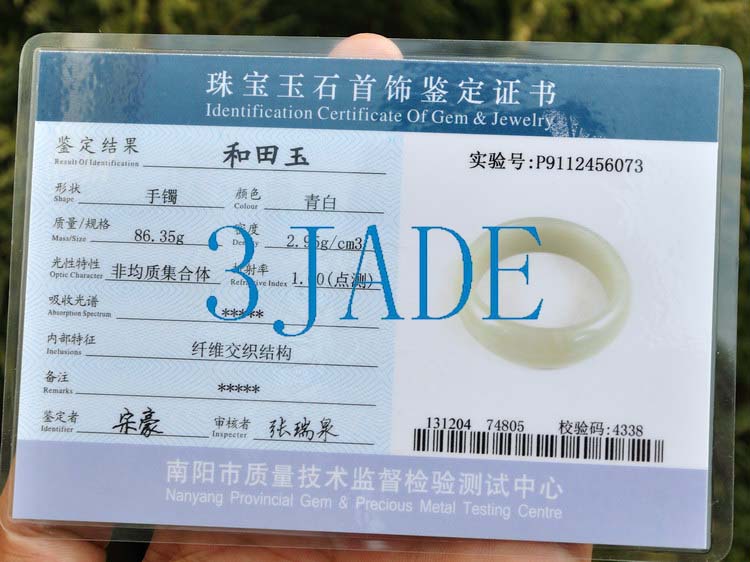 珠宝玉石首饰鉴定证书
Identification Certificate Of Gem & Jewelry
鉴定结果 和田玉
Result Of Identification
实验号:P9112456073
形状 手镯 颜色 青白
Shape Colour
质量/规格 86.35g 密度 2.95g/cm3
Mass/Size Density
光性特性 非均质集合体 折射率 1.60(点测)
Optic Character Refractive Index
吸收光谱 *****
Absorption Spectrum
内部特征 纤维交织结构
Inclusions
备注 *****
Remarks
鉴定者 宋豪 审核者 张瑞泉
Identifier Inspecter
131204 74805 校验码:4338
南阳市质量技术监督检验测试中心
Nanyang Provincial Gem & Precious Metal Testing Centre
3JADE